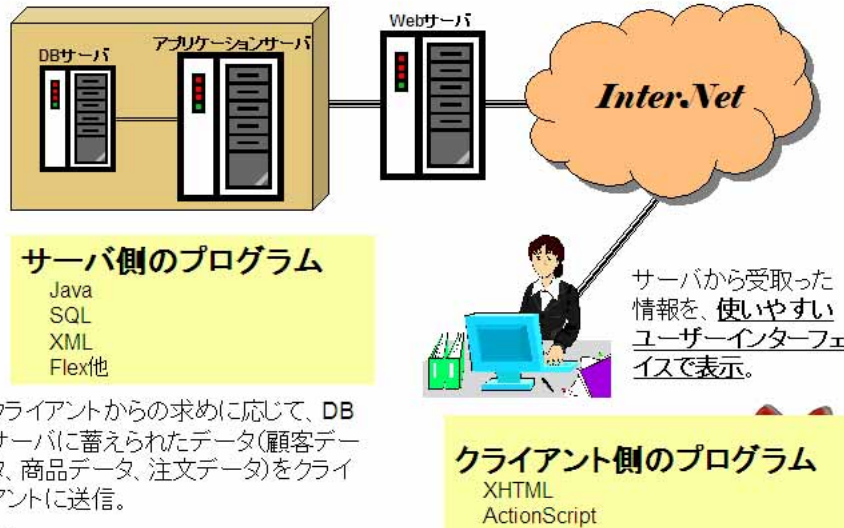 DBサーバ
アプリケーションサーバ
Webサーバ
Inter.Net
サーバ側のプログラム
Java
SQL
XML
Flex他
サーバから受取った
情報を、使いやすい
ユーザーインターフェ
イスで表示。
クライアントからの求めに応じて、DB
サーバに蓄えられたデータ(顧客デー
タ、商品データ、注文データ)をクライ
アントに送信。
クライアント側のプログラム
XHTML
ActionScript